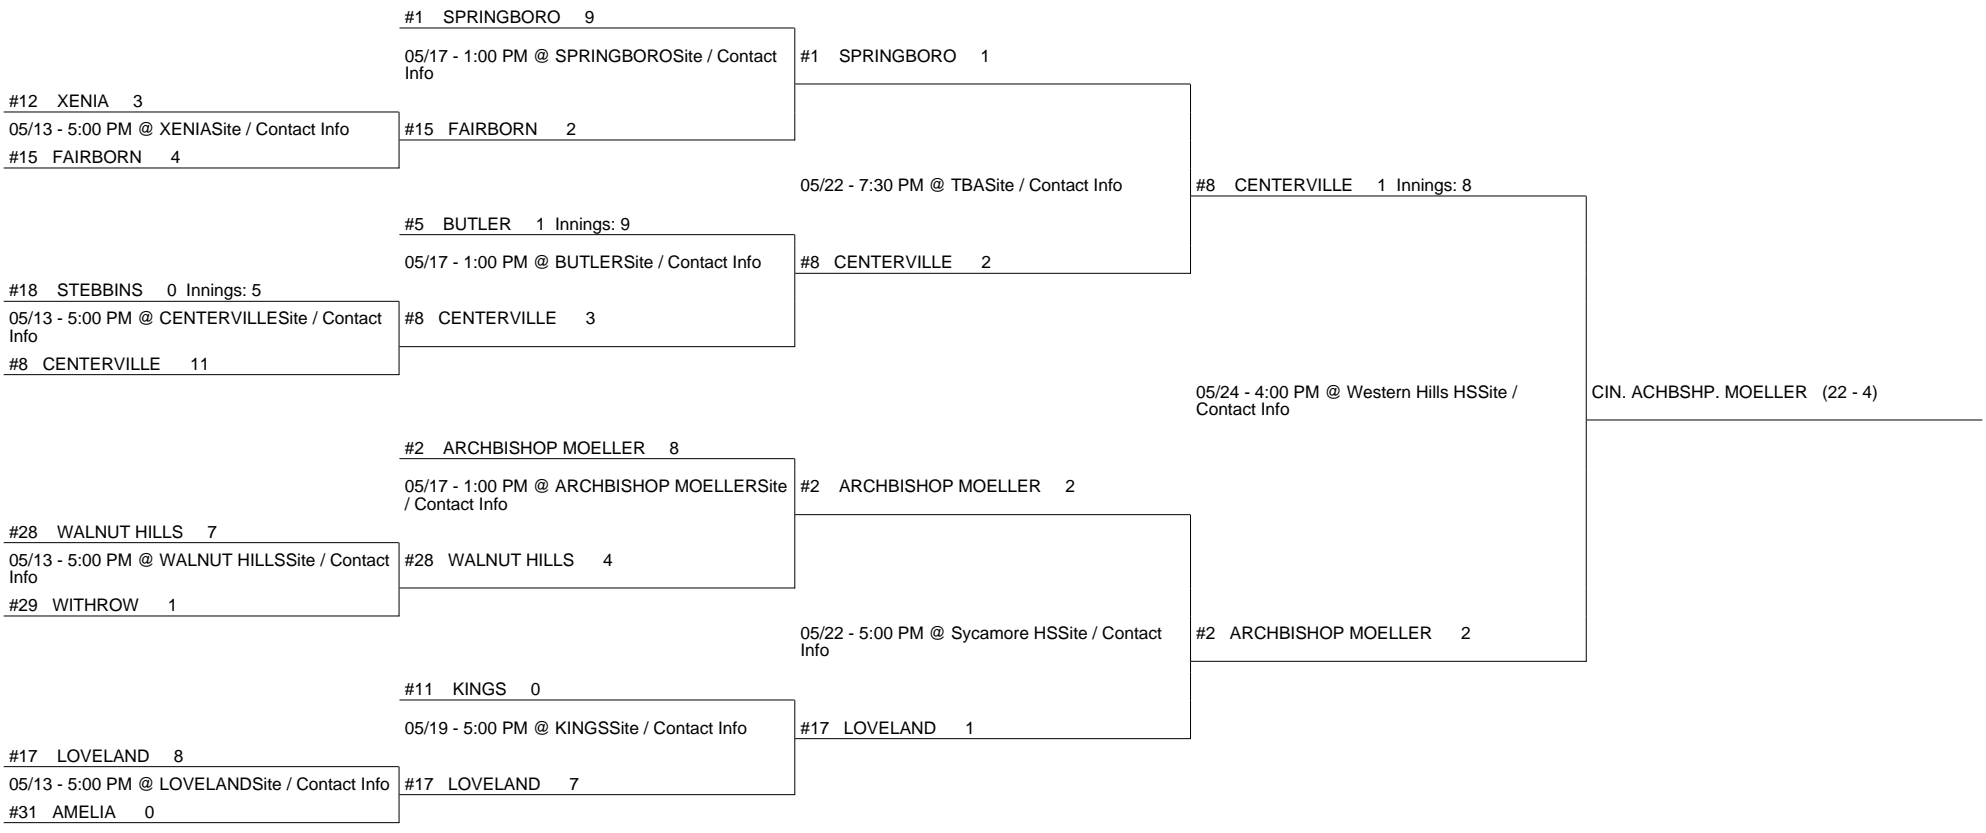 #1 SPRINGBORO 9
05/17 - 1:00 PM @ SPRINGBOROSite / Contact
Info
#1 SPRINGBORO 1
#12 XENIA 3
05/13 - 5:00 PM @ XENIASite / Contact Info
#15 FAIRBORN 2
#15 FAIRBORN 4
05/22 - 7:30 PM @ TBASite / Contact Info
#8 CENTERVILLE 1 Innings: 8
#5 BUTLER 1 Innings: 9
05/17 - 1:00 PM @ BUTLERSite / Contact Info
#8 CENTERVILLE 2
#18 STEBBINS 0 Innings: 5
05/13 - 5:00 PM @ CENTERVILLESite / Contact
Info
#8 CENTERVILLE 3
#8 CENTERVILLE 11
05/24 - 4:00 PM @ Western Hills HSSite /
Contact Info
CIN. ACHBSHP. MOELLER (22 - 4)
#2 ARCHBISHOP MOELLER 8
05/17 - 1:00 PM @ ARCHBISHOP MOELLERSite
/ Contact Info
#2 ARCHBISHOP MOELLER 2
#28 WALNUT HILLS 7
05/13 - 5:00 PM @ WALNUT HILLSSite / Contact
Info
#28 WALNUT HILLS 4
#29 WITHROW 1
05/22 - 5:00 PM @ Sycamore HSSite / Contact
Info
#2 ARCHBISHOP MOELLER 2
#11 KINGS 0
05/19 - 5:00 PM @ KINGSSite / Contact Info
#17 LOVELAND 1
#17 LOVELAND 8
05/13 - 5:00 PM @ LOVELANDSite / Contact Info
#17 LOVELAND 7
#31 AMELIA 0